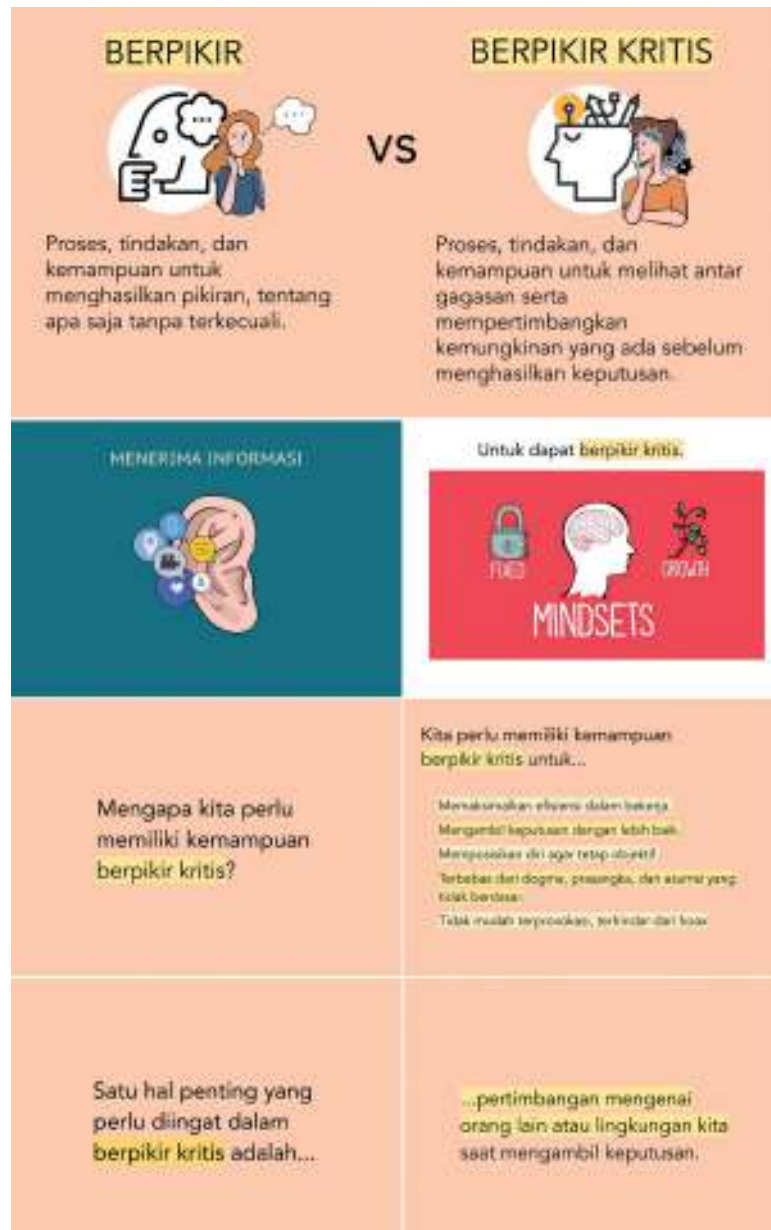 BERPIKIR
Proses, tindakan, dan
kemampuan untuk
menghasilkan pikiran, tentang
apa saja tanpa terkecuali.
VS
BERPIKIR KRITIS
Proses, tindakan, dan
kemampuan untuk melihat antar
gagasan serta
mempertimbangkan
kemungkinan yang ada sebelum
menghasilkan keputusan.
MENERIMA INFORMASI
Untuk dapat berpikir kritis.
FIXED
GROWTH
MINDSETS
Mengapa kita perlu
memiliki kemampuan
berpikir kritis?
Kita perlu memiliki kemampuan
berpikir kritis untuk...
Memaksimalkan efisiensi dalam bekerja
Mengambil keputusan dengan lebih baik
Memposisikan diri agar tetap objektif
Terbebas dari dogma, prasangka, dan asumsi yang
tidak berdasar.
Tidak mudah terprovokasi, terhindar dari hoax
Satu hal penting yang
perlu diingat dalam
berpikir kritis adalah...
...pertimbangan mengenai
orang lain atau lingkungan kita
saat mengambil keputusan.